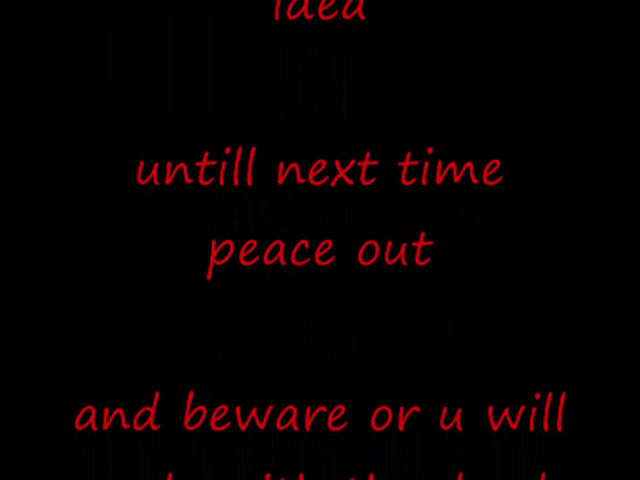 idea
untill next time
peace out
and beware or u will